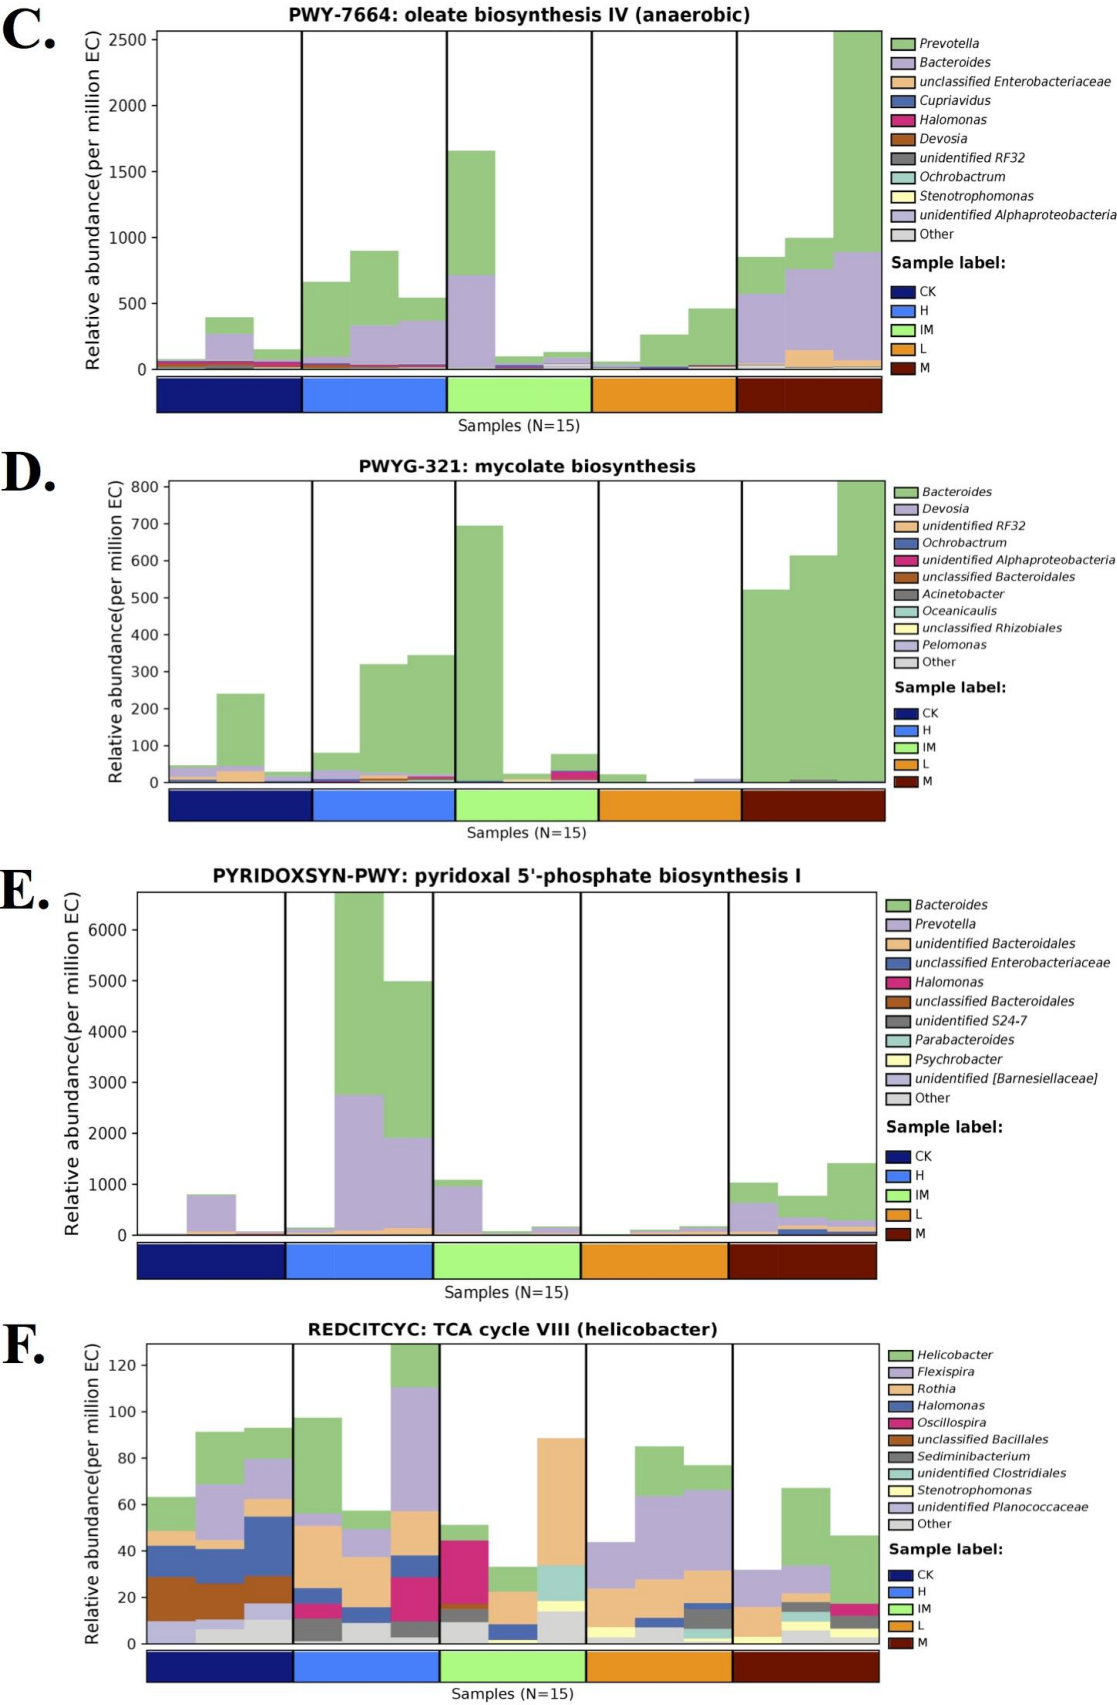 C.
PWY-7664: oleate biosynthesis IV (anaerobic)
Relative abundance(per million EC)
2500
2000
1500
1000
500
0
Samples (N=15)
Prevotella
Bacteroides
unclassified Enterobacteriaceae
Cupriavidus
Halomonas
Devosia
unidentified RF32
Ochrobactrum
Stenotrophomonas
unidentified Alphaproteobacteria
Other
Sample label:
CK
H
IM
L
M
D.
PWYG-321: mycolate biosynthesis
Relative abundance(per million EC)
800
700
600
500
400
300
200
100
0
Samples (N=15)
Bacteroides
Devosia
unidentified RF32
Ochrobactrum
unidentified Alphaproteobacteria
unclassified Bacteroidales
Acinetobacter
Oceanicaulis
unclassified Rhizobiales
Pelomonas
Other
Sample label:
CK
H
IM
L
M
E.
PYRIDOXSYN-PWY: pyridoxal 5'-phosphate biosynthesis I
Relative abundance(per million EC)
6000
5000
4000
3000
2000
1000
0
Samples (N=15)
Bacteroides
Prevotella
unidentified Bacteroidales
unclassified Enterobacteriaceae
Halomonas
unclassified Bacteroidales
unidentified S24-7
Parabacteroides
Psychrobacter
unidentified [Barnesiellaceae]
Other
Sample label:
CK
H
IM
L
M
F.
REDCITCYC: TCA cycle VIII (helicobacter)
Relative abundance(per million EC)
120
100
80
60
40
20
0
Samples (N=15)
Helicobacter
Flexispira
Rothia
Halomonas
Oscillospira
unclassified Bacillales
Sediminibacterium
unidentified Clostridiales
Stenotrophomonas
unidentified Planococcaceae
Other
Sample label:
CK
H
IM
L
M